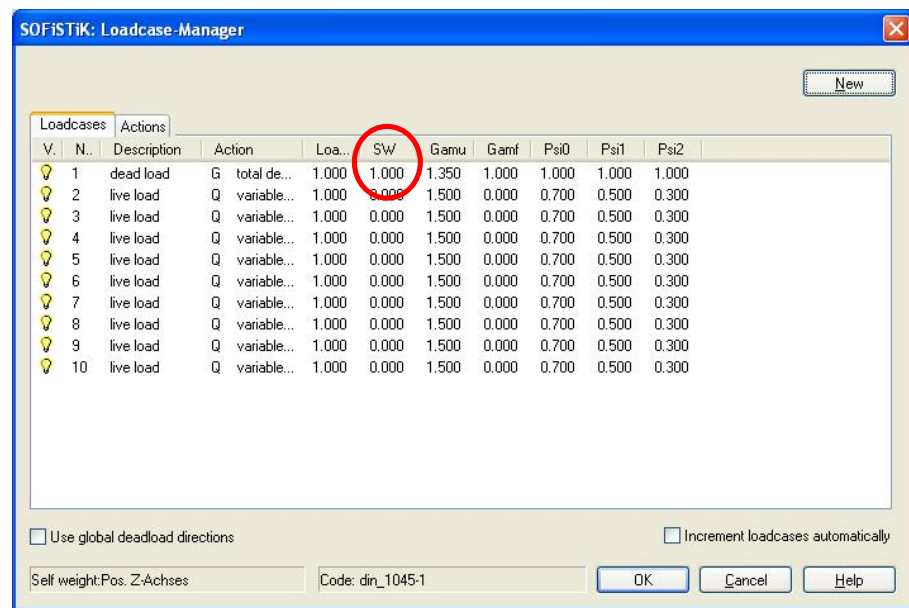 SOFiSTiK: Loadcase-Manager
New
Loadcases Actions
V. N.. Description Action Loa... SW Gamu Gamf Psi0 Psi1 Psi2
1 dead load G total de... 1.000 1.000 1.350 1.000 1.000 1.000 1.000
2 live load Q variable... 1.000 0.000 1.500 0.000 0.700 0.500 0.300
3 live load Q variable... 1.000 0.000 1.500 0.000 0.700 0.500 0.300
4 live load Q variable... 1.000 0.000 1.500 0.000 0.700 0.500 0.300
5 live load Q variable... 1.000 0.000 1.500 0.000 0.700 0.500 0.300
6 live load Q variable... 1.000 0.000 1.500 0.000 0.700 0.500 0.300
7 live load Q variable... 1.000 0.000 1.500 0.000 0.700 0.500 0.300
8 live load Q variable... 1.000 0.000 1.500 0.000 0.700 0.500 0.300
9 live load Q variable... 1.000 0.000 1.500 0.000 0.700 0.500 0.300
10 live load Q variable... 1.000 0.000 1.500 0.000 0.700 0.500 0.300
Use global deadload directions Increment loadcases automatically
Self weight:Pos. Z-Achses Code: din_1045-1 OK Cancel Help